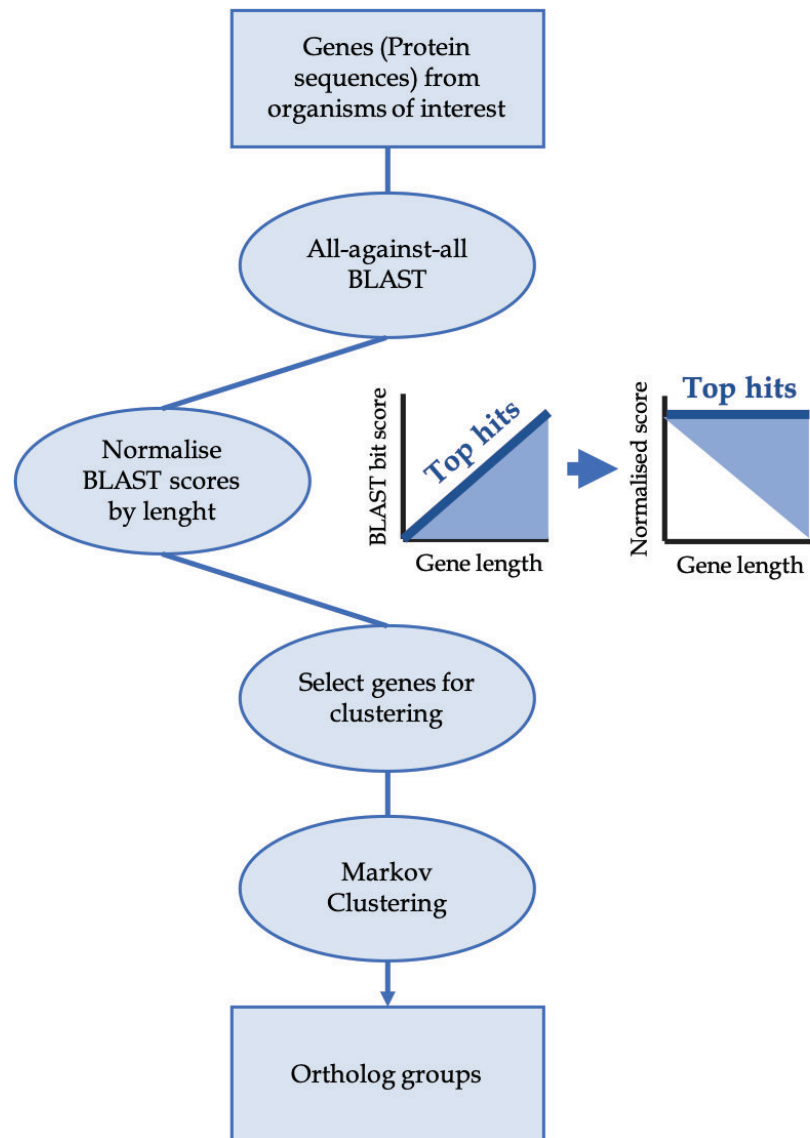 Genes (Protein
sequences) from
organisms of interest
All-against-all
BLAST
Normalise
BLAST scores
by lenght
BLAST bit score
Top hits
Gene length
Normalised score
Top hits
Gene length
Select genes for
clustering
Markov
Clustering
Ortholog groups